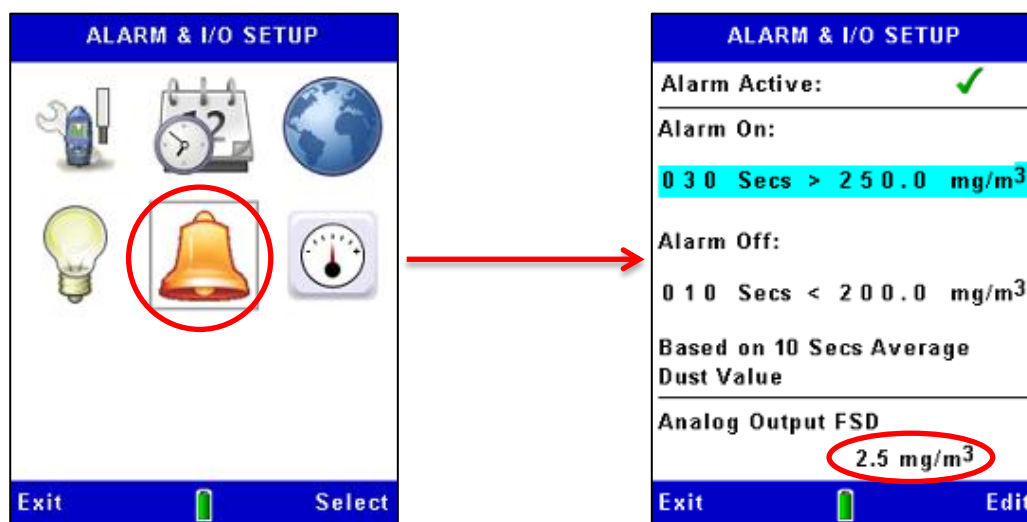 ALARM & I/O SETUP
12
Exit Select
ALARM & I/O SETUP
Alarm Active:
Alarm On:
030 Secs > 250.0 mg/m³
Alarm Off:
010 Secs < 200.0 mg/m³
Based on 10 Secs Average
Dust Value
Analog Output FSD
2.5 mg/m³
Exit Edit